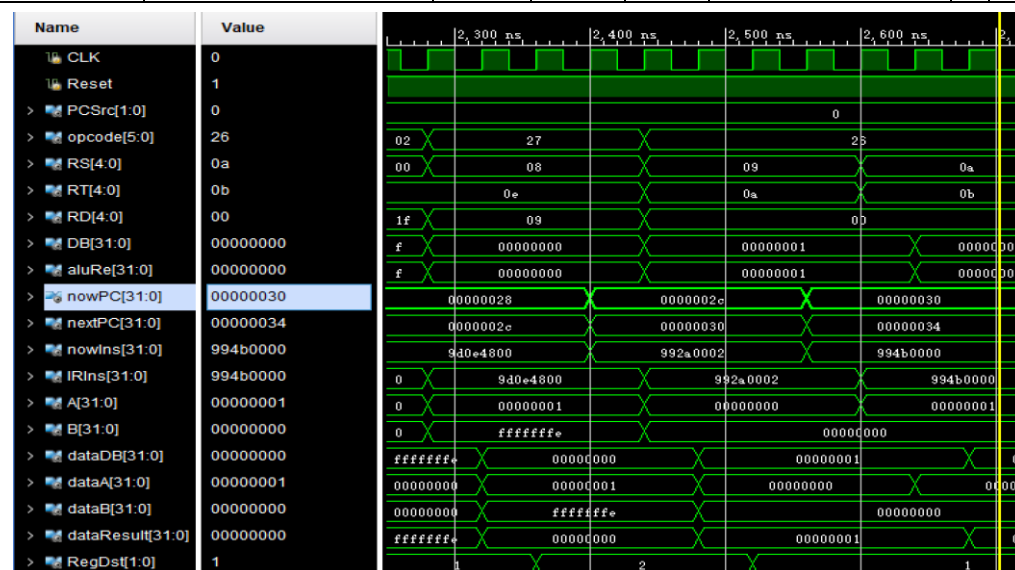 Name Value 2,300 ns 2,400 ns 2,500 ns 2,600 ns 2,
CLK 0
Reset 1
> PCSrc[1:0] 0 0
> opcode[5:0] 26 02 27 26
> RS[4:0] 0a 00 08 09 0a
> RT[4:0] 0b 0e 0a 0b
> RD[4:0] 00 1f 09 00
> DB[31:0] 00000000 f 00000000 00000001 000000
> aluRe[31:0] 00000000 f 00000000 00000001 000000
> nowPC[31:0] 00000030 00000028 0000002c 00000030
> nextPC[31:0] 00000034 0000002c 00000030 00000034
> nowIns[31:0] 994b0000 9d0e4800 992a0002 994b0000
> IRIns[31:0] 994b0000 0 9d0e4800 992a0002 994b0000
> A[31:0] 00000001 0 00000001 00000000 00000001
> B[31:0] 00000000 0 fffffffe 00000000
> dataDB[31:0] 00000000 fffffffe 00000000 00000001
> dataA[31:0] 00000001 00000000 00000001 00000000
> dataB[31:0] 00000000 00000000 fffffffe 00000000
> dataResult[31:0] 00000000 fffffffe 00000000 00000001
> RegDst[1:0] 1 1 2 1